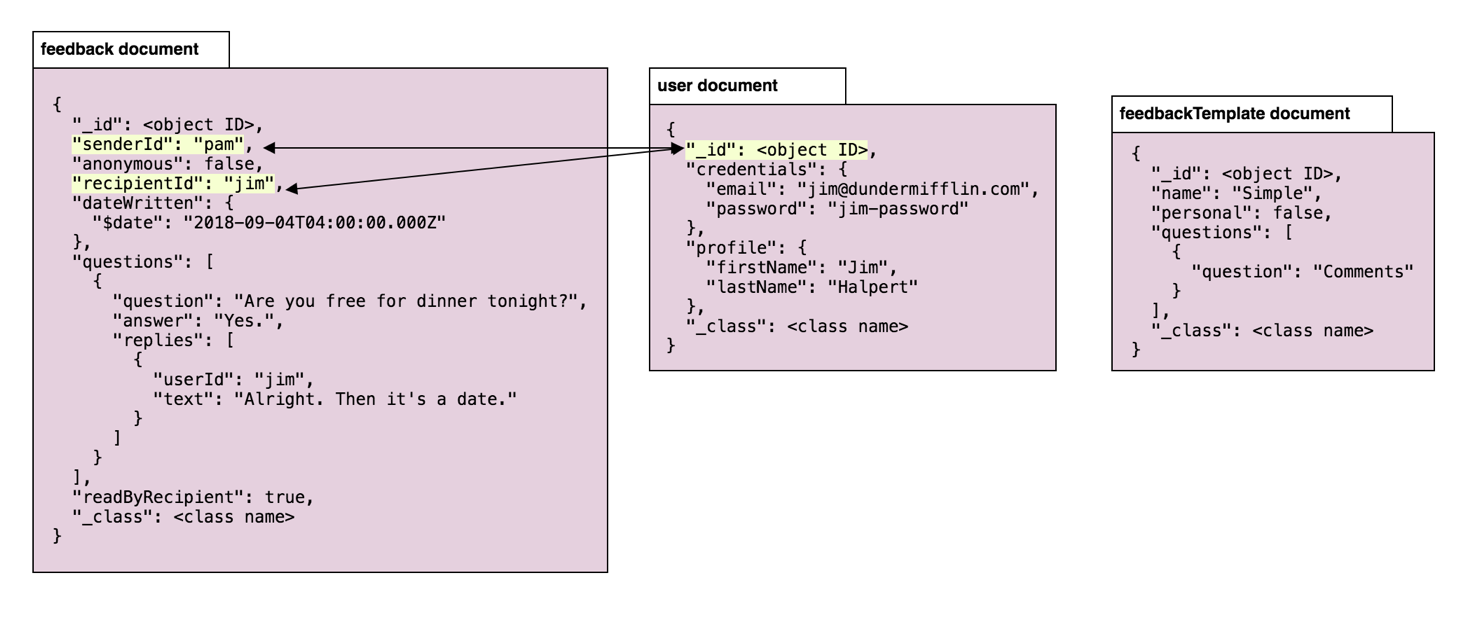 feedback document
{
  "_id": <object ID>,
  "senderId": "pam",
  "anonymous": false,
  "recipientId": "jim",
  "dateWritten": {
    "$date": "2018-09-04T04:00:00.000Z"
  },
  "questions": [
    {
      "question": "Are you free for dinner tonight?",
      "answer": "Yes.",
      "replies": [
        {
          "userId": "jim",
          "text": "Alright. Then it's a date."
        }
      ]
    }
  ],
  "readByRecipient": true,
  "_class": <class name>
}
user document
{
  "_id": <object ID>,
  "credentials": {
    "email": "jim@dundermifflin.com",
    "password": "jim-password"
  },
  "profile": {
    "firstName": "Jim",
    "lastName": "Halpert"
  },
  "_class": <class name>
}
feedbackTemplate document
{
  "_id": <object ID>,
  "name": "Simple",
  "personal": false,
  "questions": [
    {
      "question": "Comments"
    }
  ],
  "_class": <class name>
}